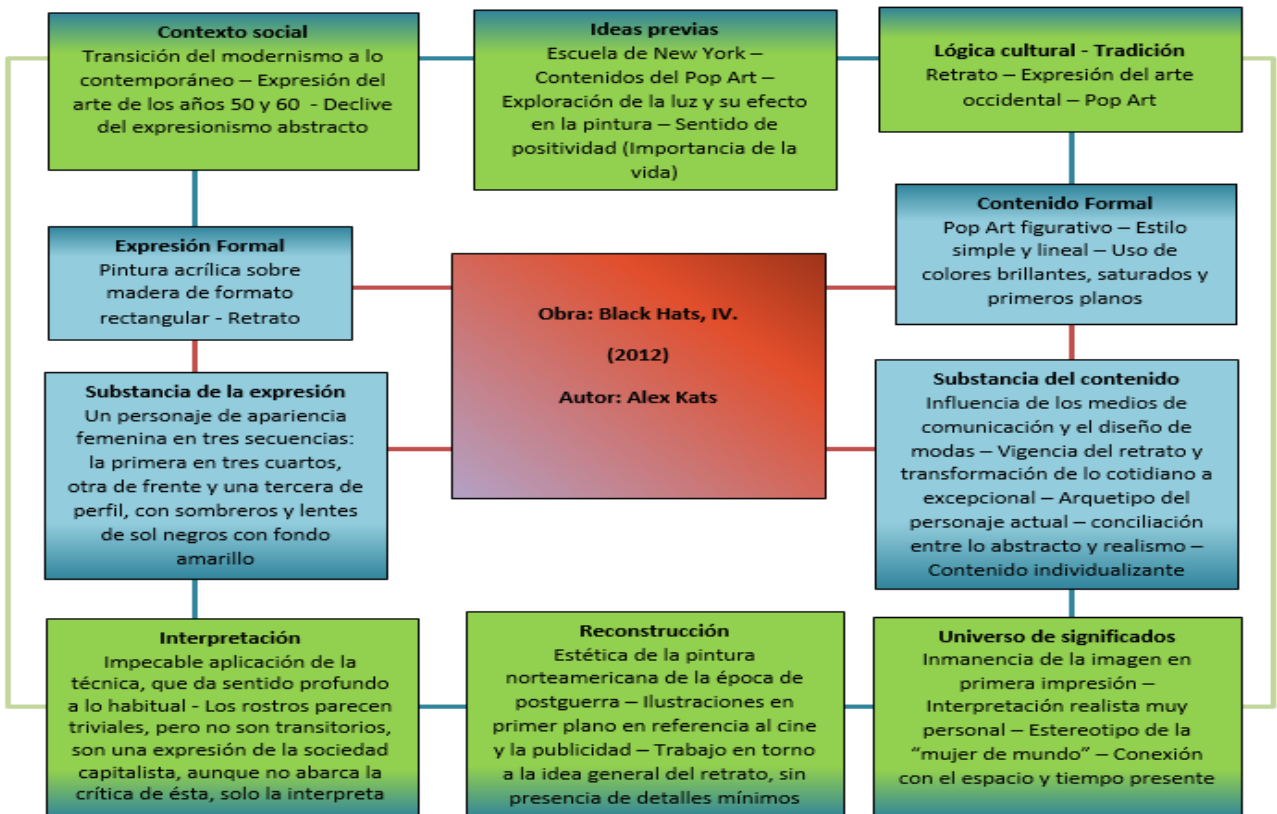 Contexto social
Transición del modernismo a lo
contemporáneo – Expresión del
arte de los años 50 y 60 - Declive
del expresionismo abstracto
Ideas previas
Escuela de New York –
Contenidos del Pop Art –
Exploración de la luz y su efecto
en la pintura – Sentido de
positividad (Importancia de la
vida)
Lógica cultural - Tradición
Retrato – Expresión del arte
occidental – Pop Art
Expresión Formal
Pintura acrílica sobre
madera de formato
rectangular - Retrato
Obra: Black Hats, IV.
(2012)
Autor: Alex Kats
Contenido Formal
Pop Art figurativo – Estilo
simple y lineal – Uso de
colores brillantes, saturados y
primeros planos
Substancia de la expresión
Un personaje de apariencia
femenina en tres secuencias:
la primera en tres cuartos,
otra de frente y una tercera de
perfil, con sombreros y lentes
de sol negros con fondo
amarillo
Substancia del contenido
Influencia de los medios de
comunicación y el diseño de
modas – Vigencia del retrato y
transformación de lo cotidiano a
excepcional – Arquetipo del
personaje actual – conciliación
entre lo abstracto y realismo –
Contenido individualizante
Interpretación
Impecable aplicación de la
técnica, que da sentido profundo
a lo habitual - Los rostros parecen
triviales, pero no son transitorios,
son una expresión de la sociedad
capitalista, aunque no abarca la
crítica de ésta, solo la interpreta
Reconstrucción
Estética de la pintura
norteamericana de la época de
postguerra – Ilustraciones en
primer plano en referencia al cine
y la publicidad – Trabajo en torno
a la idea general del retrato, sin
presencia de detalles mínimos
Universo de significados
Inmanencia de la imagen en
primera impresión –
Interpretación realista muy
personal – Estereotipo de la
“mujer de mundo” – Conexión
con el espacio y tiempo presente